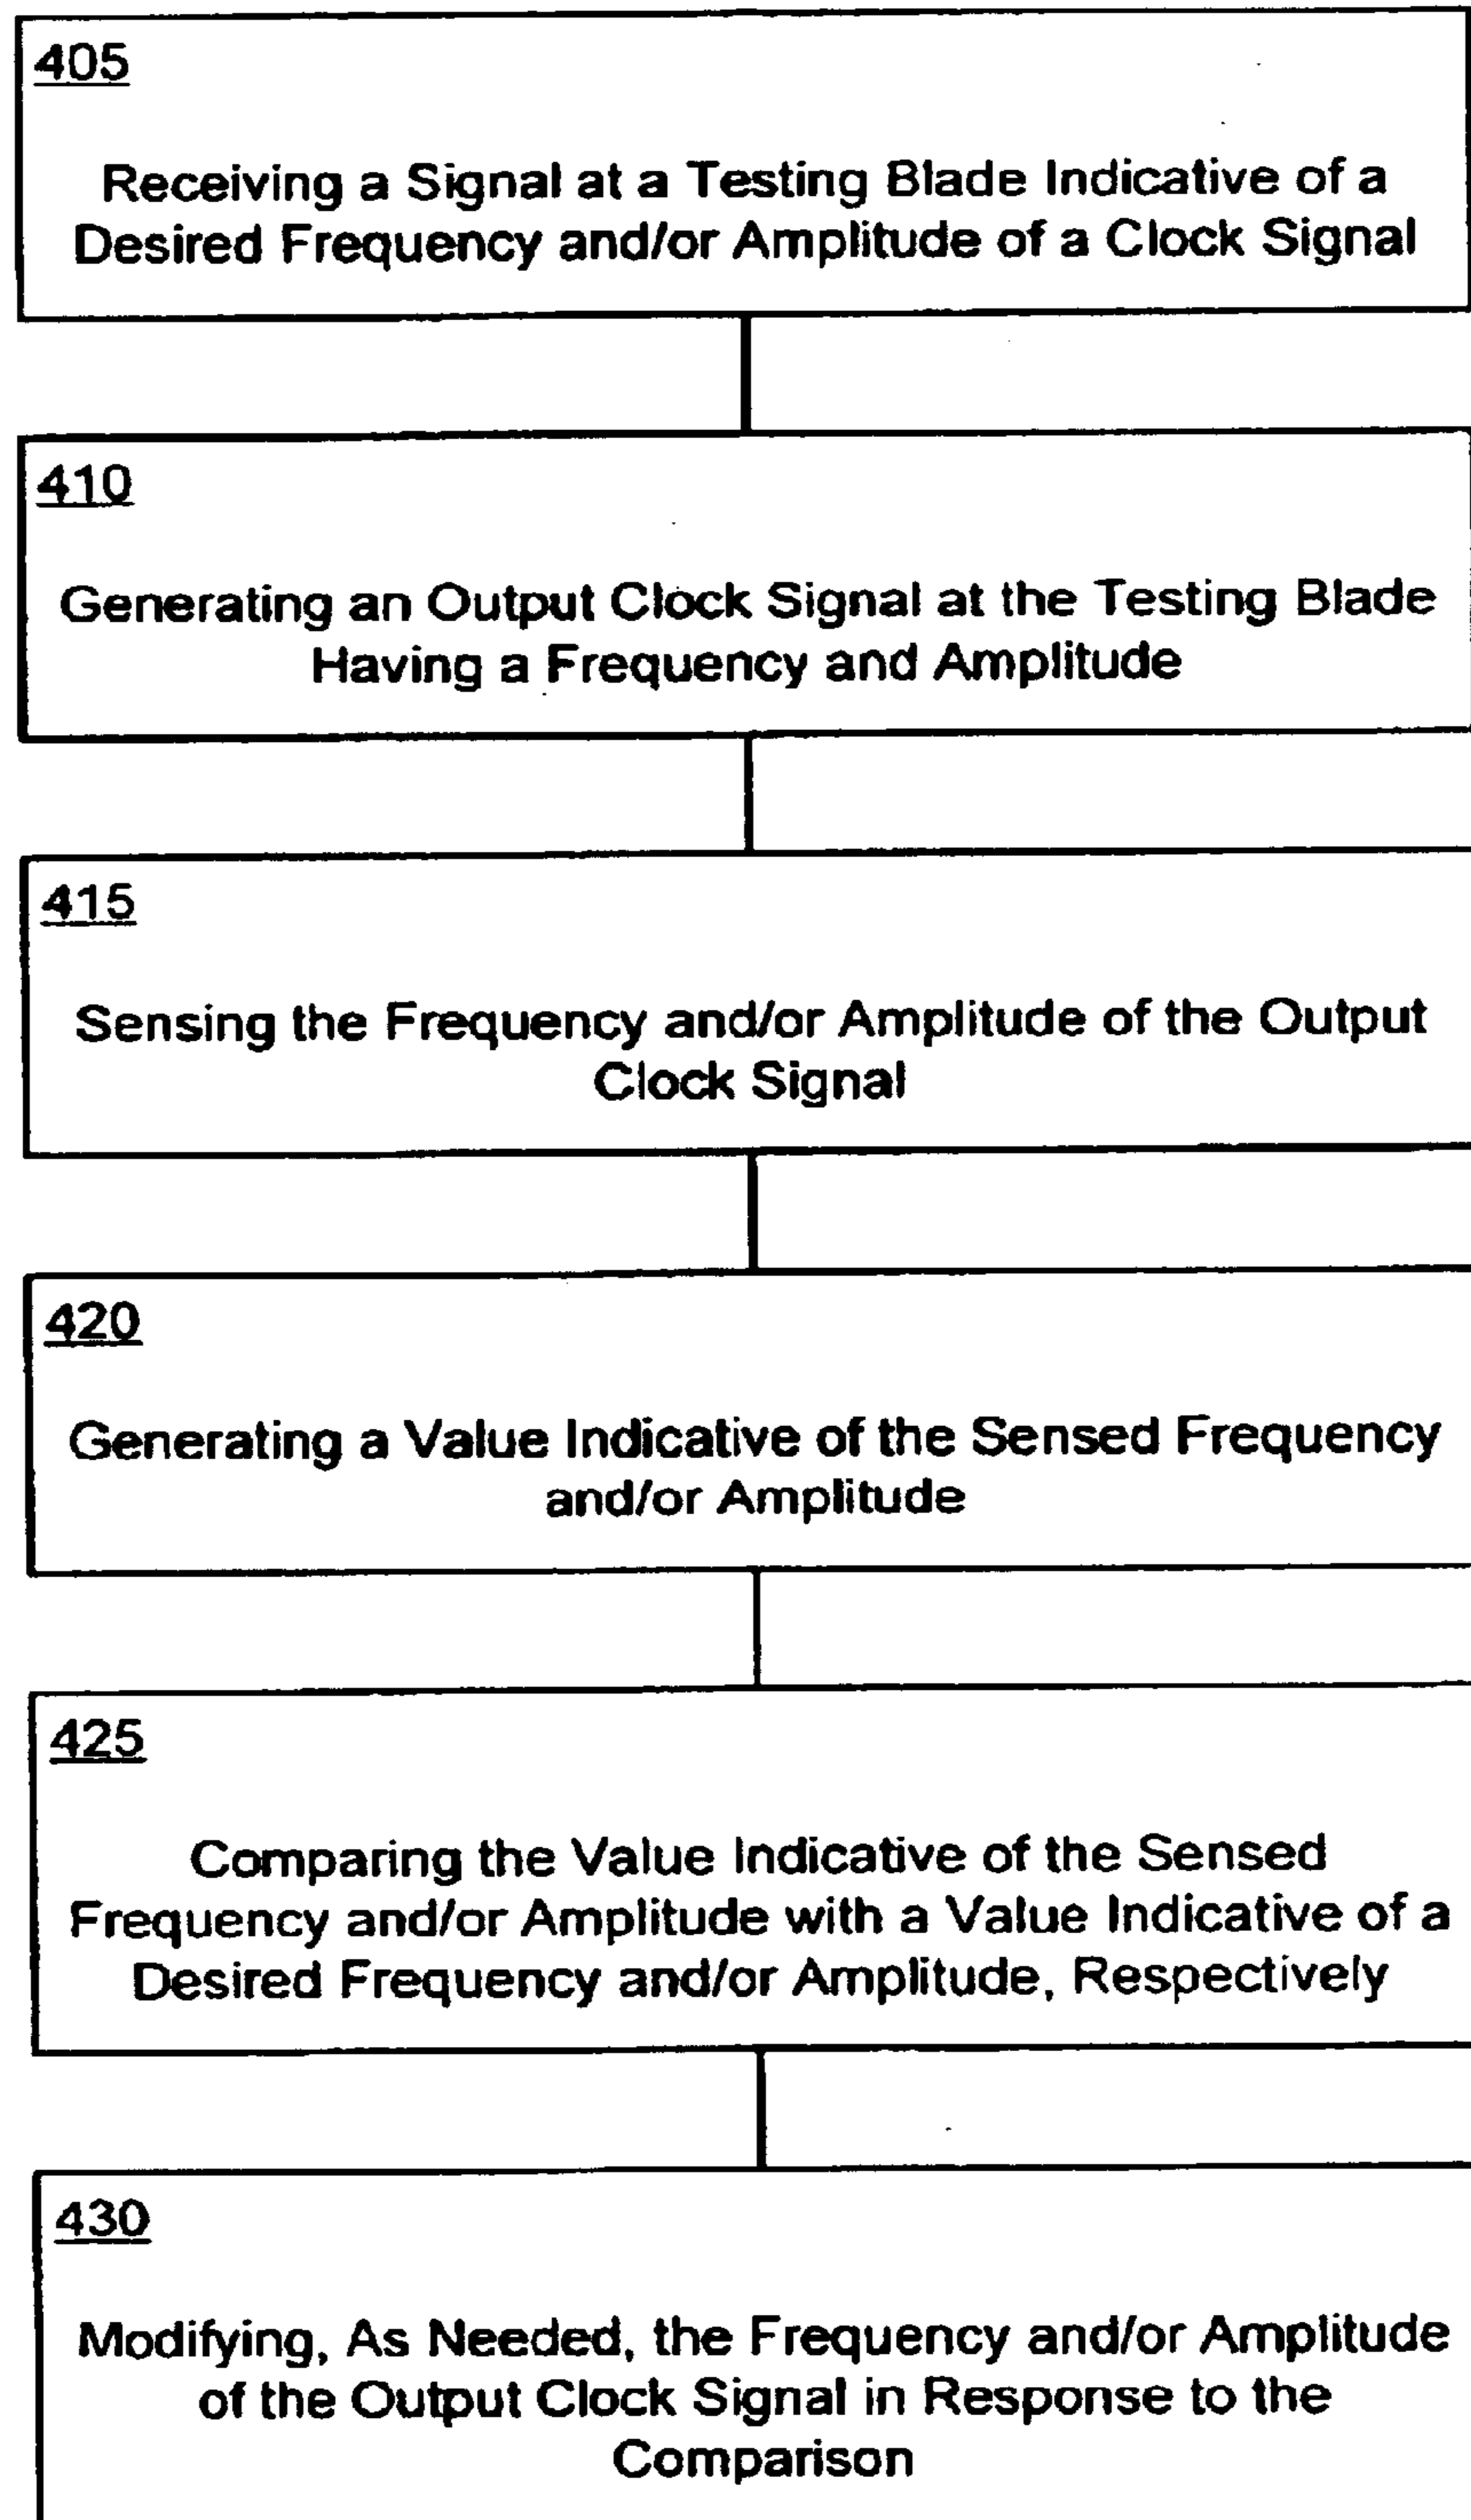 405
Receiving a Signal at a Testing Blade Indicative of a
Desired Frequency and/or Amplitude of a Clock Signal
410
Generating an Output Clock Signal at the Testing Blade
Having a Frequency and Amplitude
415
Sensing the Frequency and/or Amplitude of the Output
Clock Signal
420
Generating a Value Indicative of the Sensed Frequency
and/or Amplitude
425
Comparing the Value Indicative of the Sensed
Frequency and/or Amplitude with a Value Indicative of a
Desired Frequency and/or Amplitude, Respectively
430
Modifying, As Needed, the Frequency and/or Amplitude
of the Output Clock Signal in Response to the
Comparison